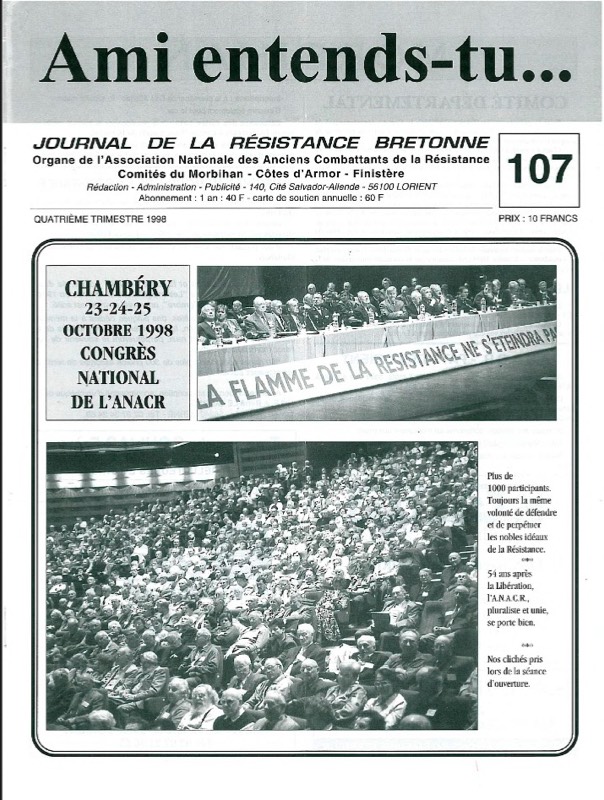 Ami entends-tu...
JOURNAL DE LA RÉSISTANCE BRETONNE
Organe de l'Association Nationale des Anciens Combattants de la Résistance
Comités du Morbihan - Côtes d'Armor - Finistère
Rédaction - Administration - Publicité - 140, Cité Salvador-Allende - 56100 LORIENT
Abonnement : 1 an : 40 F - carte de soutien annuelle : 60 F
107
QUATRIÈME TRIMESTRE 1998
PRIX : 10 FRANCS
CHAMBÉRY
23-24-25
OCTOBRE 1998
CONGRÈS
NATIONAL
DE L'ANACR
LA FLAMME DE LA RESISTANCE NE S'ETEINDRA PAS
Plus de
1000 participants.
Toujours la même
volonté de défendre
et de perpétuer
les nobles idéaux
de la Résistance.
54 ans après
la Libération,
l'A.N.A.C.R.,
pluraliste et unie,
se porte bien.
Nos clichés pris
lors de la séance
d'ouverture.